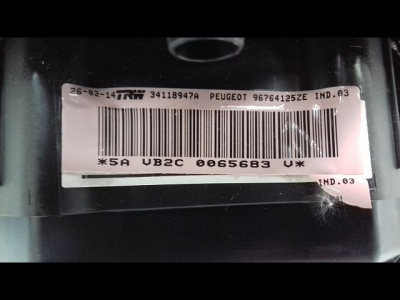 26-02-14 TRW 34118947A PEUGEOT 96764125ZE IND.03
*5A VB2C 0065683 V*
IND.03